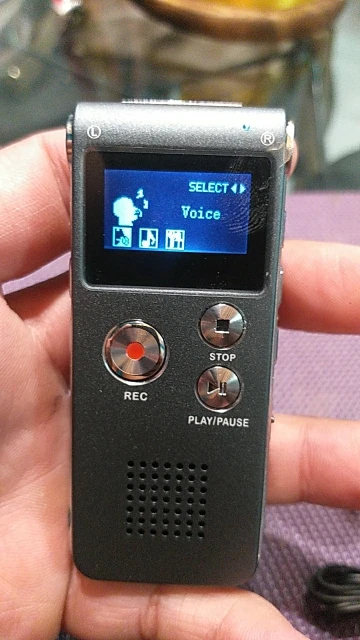 L
R
SELECT
Voice
STOP
REC
PLAY/PAUSE